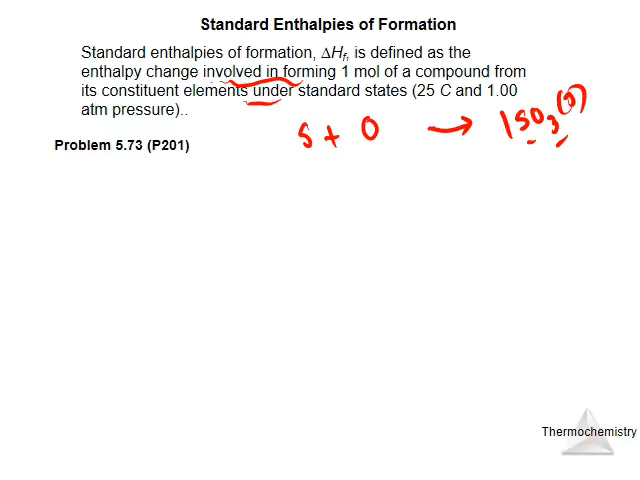 Standard Enthalpies of Formation
Standard enthalpies of formation, ΔHf, is defined as the
enthalpy change involved in forming 1 mol of a compound from
its constituent elements under standard states (25 C and 1.00
atm pressure)..
S + O → 1SO3(g)
Problem 5.73 (P201)
Thermochemistry